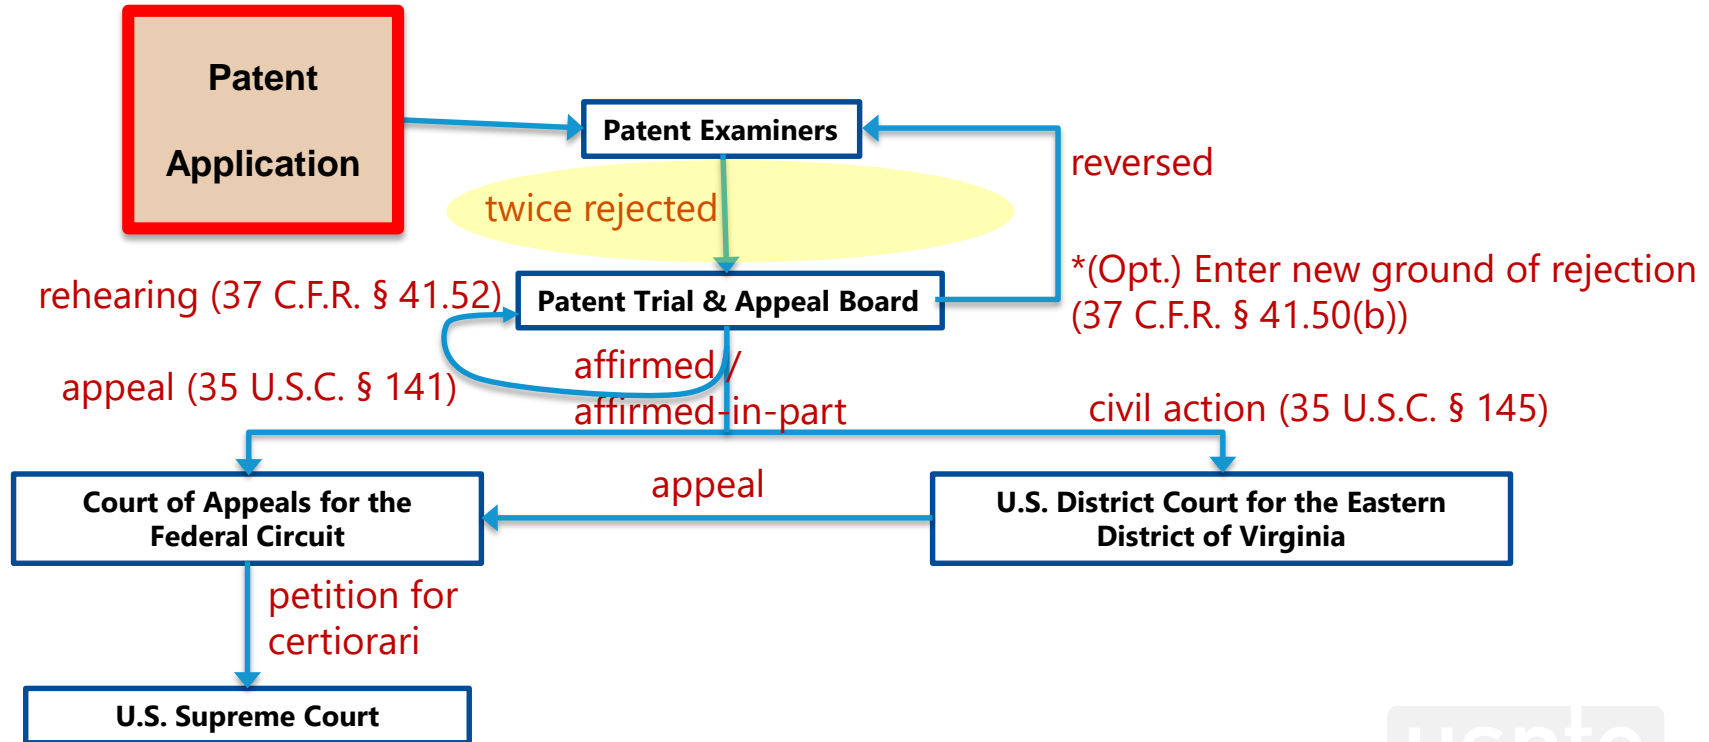 Patent
Application
Patent Examiners
reversed
twice rejected
*(Opt.) Enter new ground of rejection
(37 C.F.R. § 41.50(b))
rehearing (37 C.F.R. § 41.52)
Patent Trial & Appeal Board
affirmed /
affirmed-in-part
appeal (35 U.S.C. § 141)
civil action (35 U.S.C. § 145)
Court of Appeals for the
Federal Circuit
appeal
U.S. District Court for the Eastern
District of Virginia
petition for
certiorari
U.S. Supreme Court
uspto